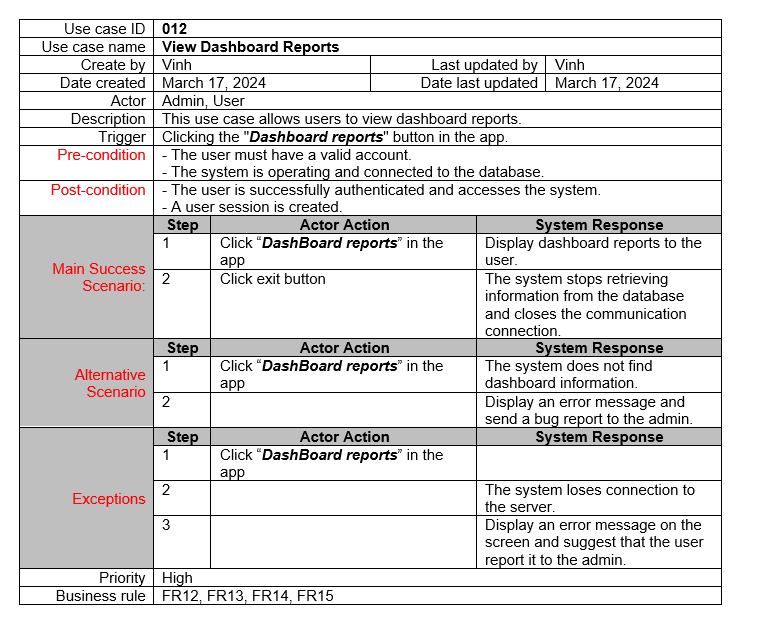 Use case ID 012
Use case name View Dashboard Reports
Create by Vinh Last updated by Vinh
Date created March 17, 2024 Date last updated March 17, 2024
Actor Admin, User
Description This use case allows users to view dashboard reports.
Trigger Clicking the "Dashboard reports" button in the app.
Pre-condition - The user must have a valid account.
- The system is operating and connected to the database.
Post-condition - The user is successfully authenticated and accesses the system.
- A user session is created.
Main Success
Scenario:
Step Actor Action System Response
1 Click “DashBoard reports” in the
app
Display dashboard reports to the
user.
2 Click exit button
The system stops retrieving
information from the database
and closes the communication
connection.
Alternative
Scenario
Step Actor Action System Response
1 Click “DashBoard reports” in the
app
The system does not find
dashboard information.
2
Display an error message and
send a bug report to the admin.
Exceptions
Step Actor Action System Response
1 Click “DashBoard reports” in the
app
2
The system loses connection to
the server.
3
Display an error message on the
screen and suggest that the user
report it to the admin.
Priority High
Business rule FR12, FR13, FR14, FR15